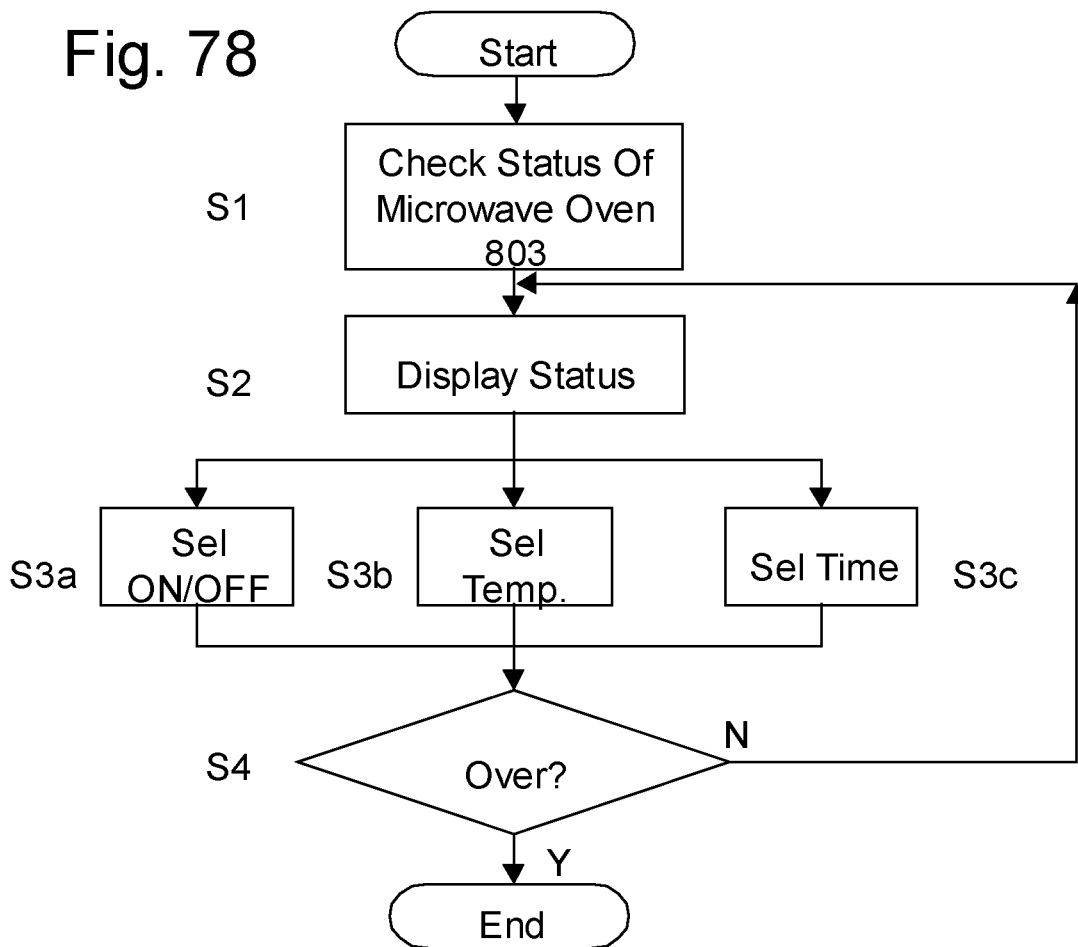 Fig. 78
Start
S1
Check Status Of
Microwave Oven
803
S2
Display Status
S3a
Sel
ON/OFF
S3b
Sel
Temp.
Sel Time
S3c
S4
Over?
N
Y
End